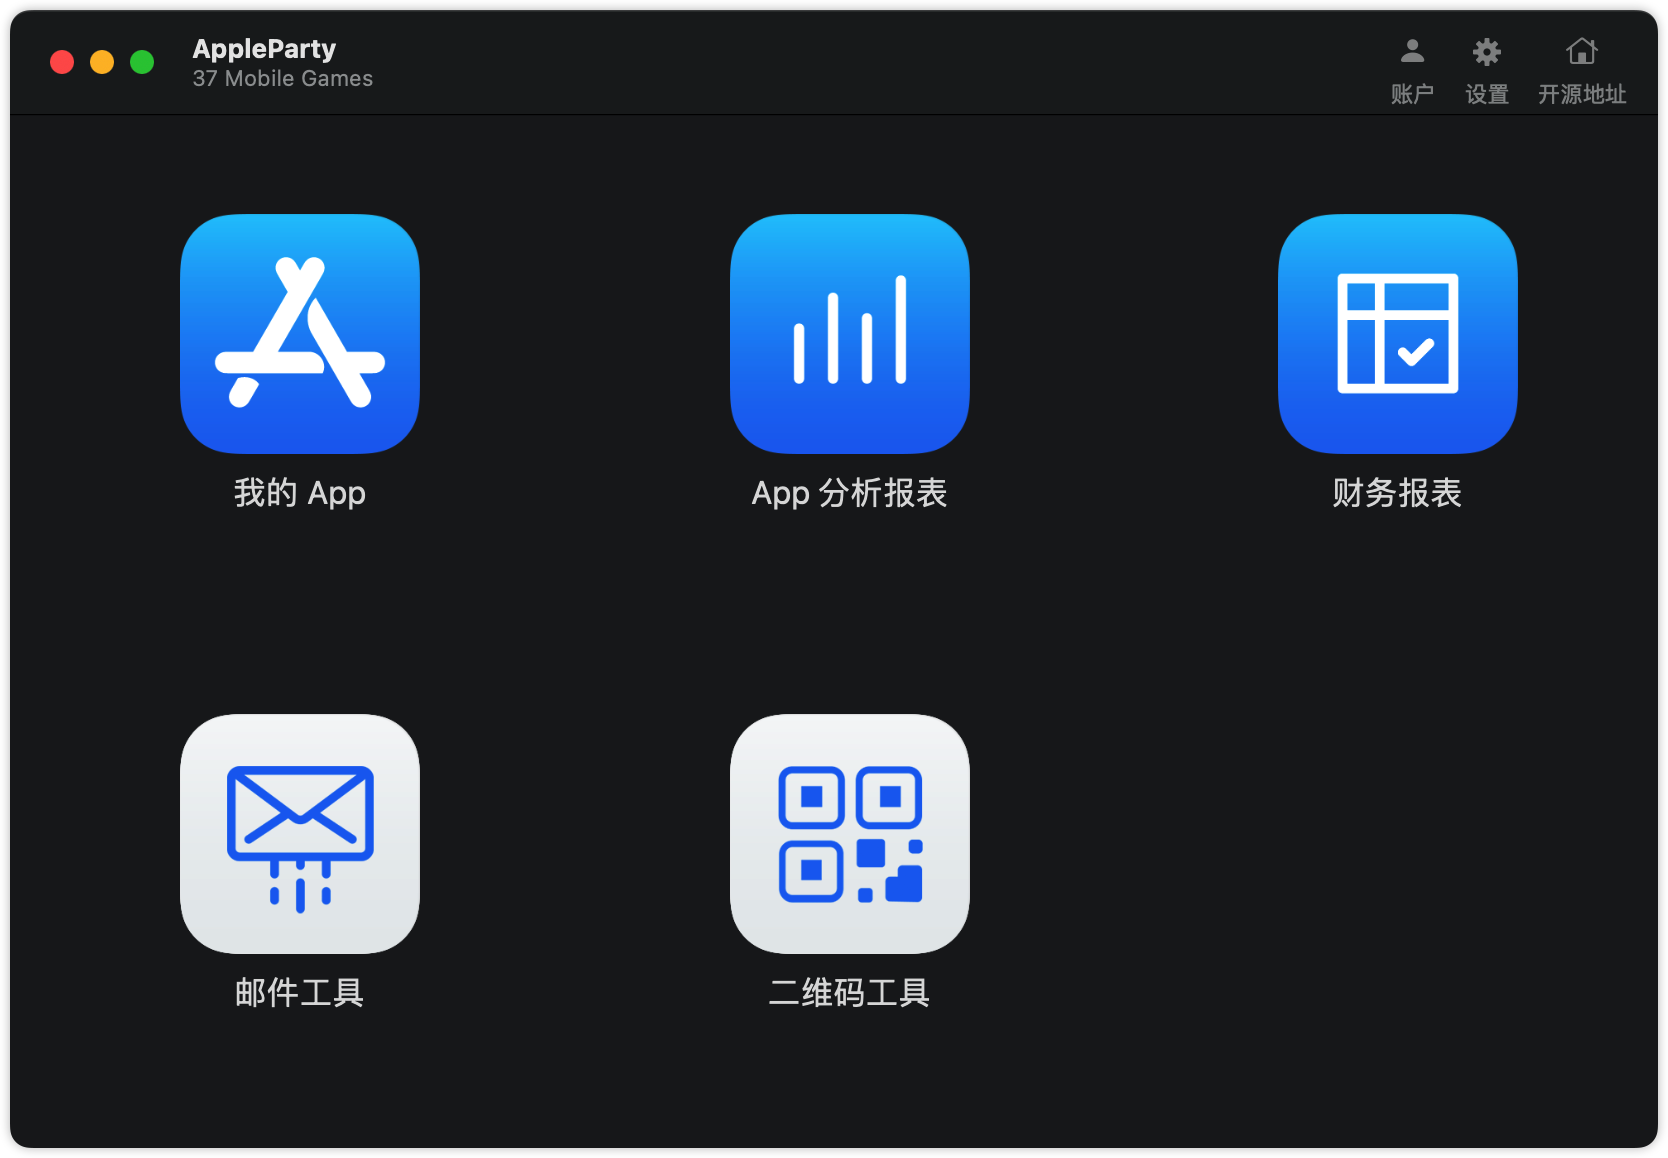 AppleParty
37 Mobile Games
账户
设置
开源地址
我的 App
App 分析报表
财务报表
邮件工具
二维码工具